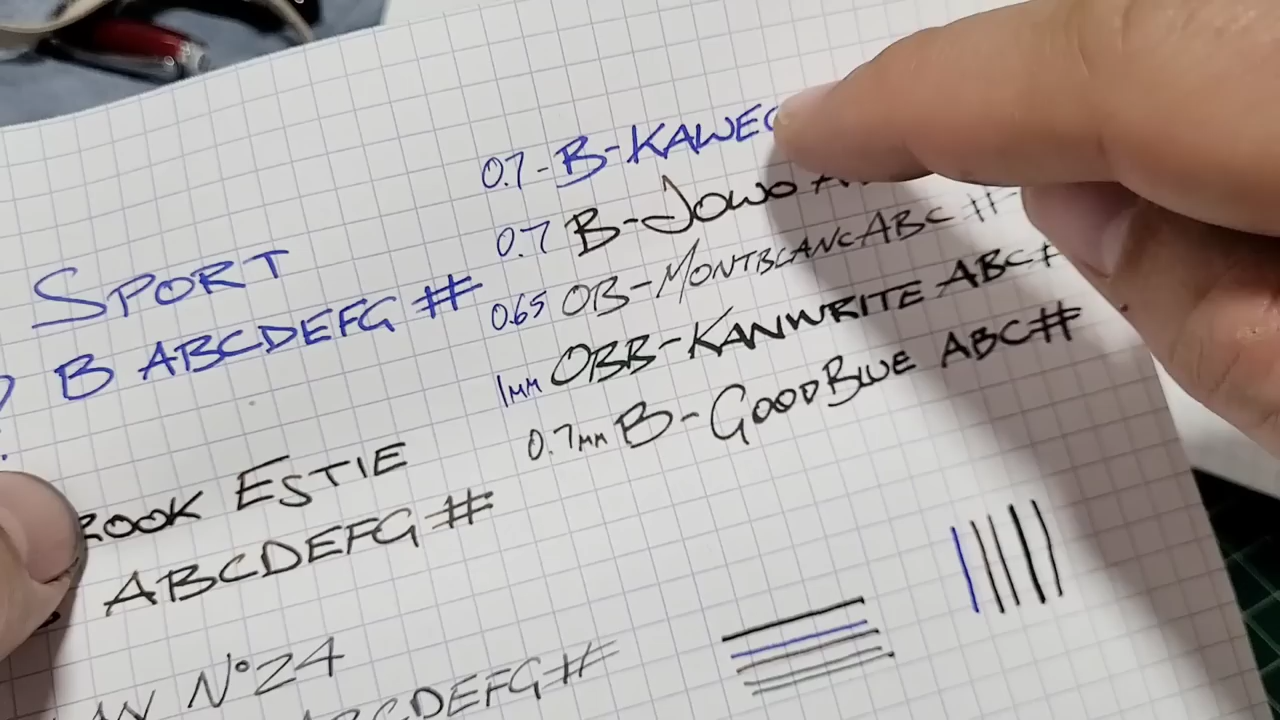 SPORT
B ABCDEFG #
ESTIE
ABCDEFG #
N°24
0.7 - B - KAWEC
0.7 B - JOWO A
0.65 OB - MONTBLANC ABC #
1MM OBB - KANWRITE ABC #
0.7MM B - GOODBLUE ABC #